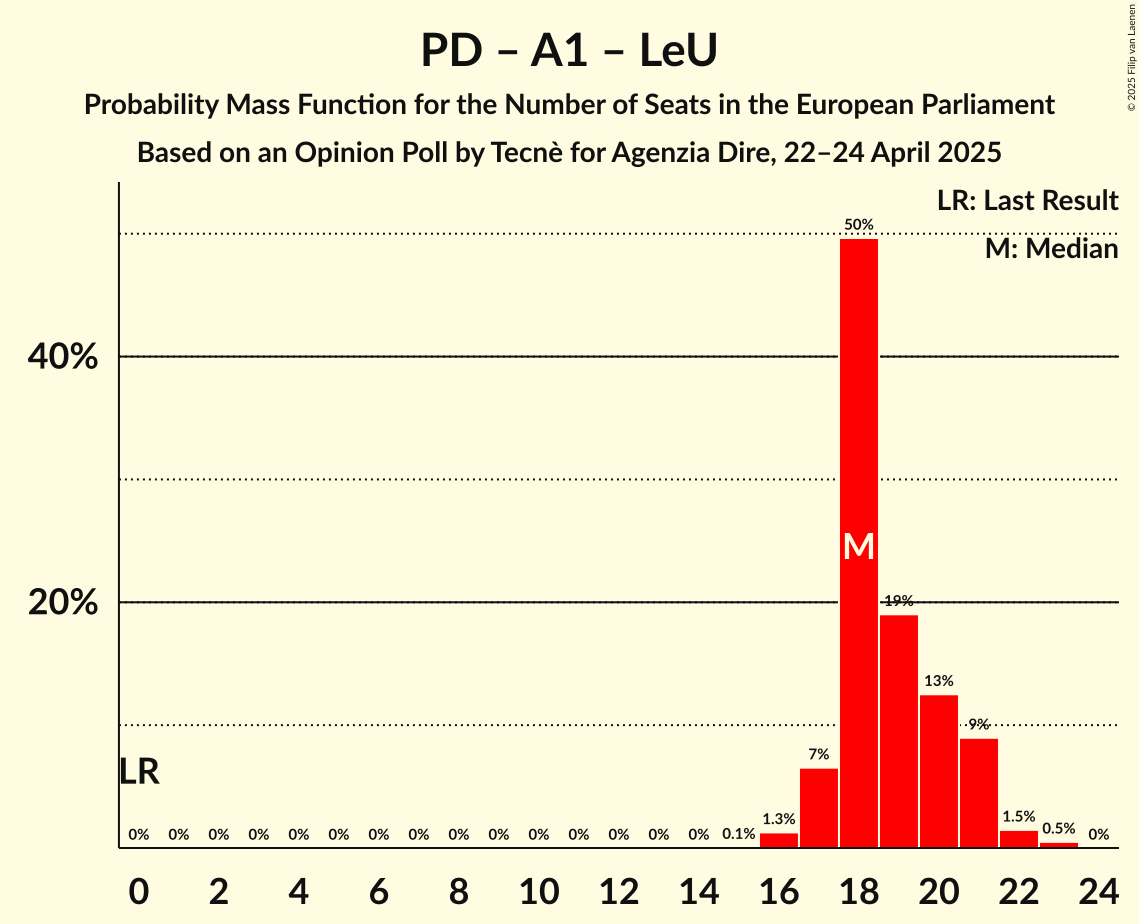 PD – A1 – LeU
Probability Mass Function for the Number of Seats in the European Parliament
Based on an Opinion Poll by Tecnè for Agenzia Dire, 22–24 April 2025
© 2025 Filip van Laenen
LR: Last Result
M: Median
50%
40%
M
20%
19%
13%
9%
7%
LR
0% 0% 0% 0% 0% 0% 0% 0% 0% 0% 0% 0% 0% 0% 0% 0.1% 1.3% 1.5% 0.5% 0%
0 2 4 6 8 10 12 14 16 18 20 22 24